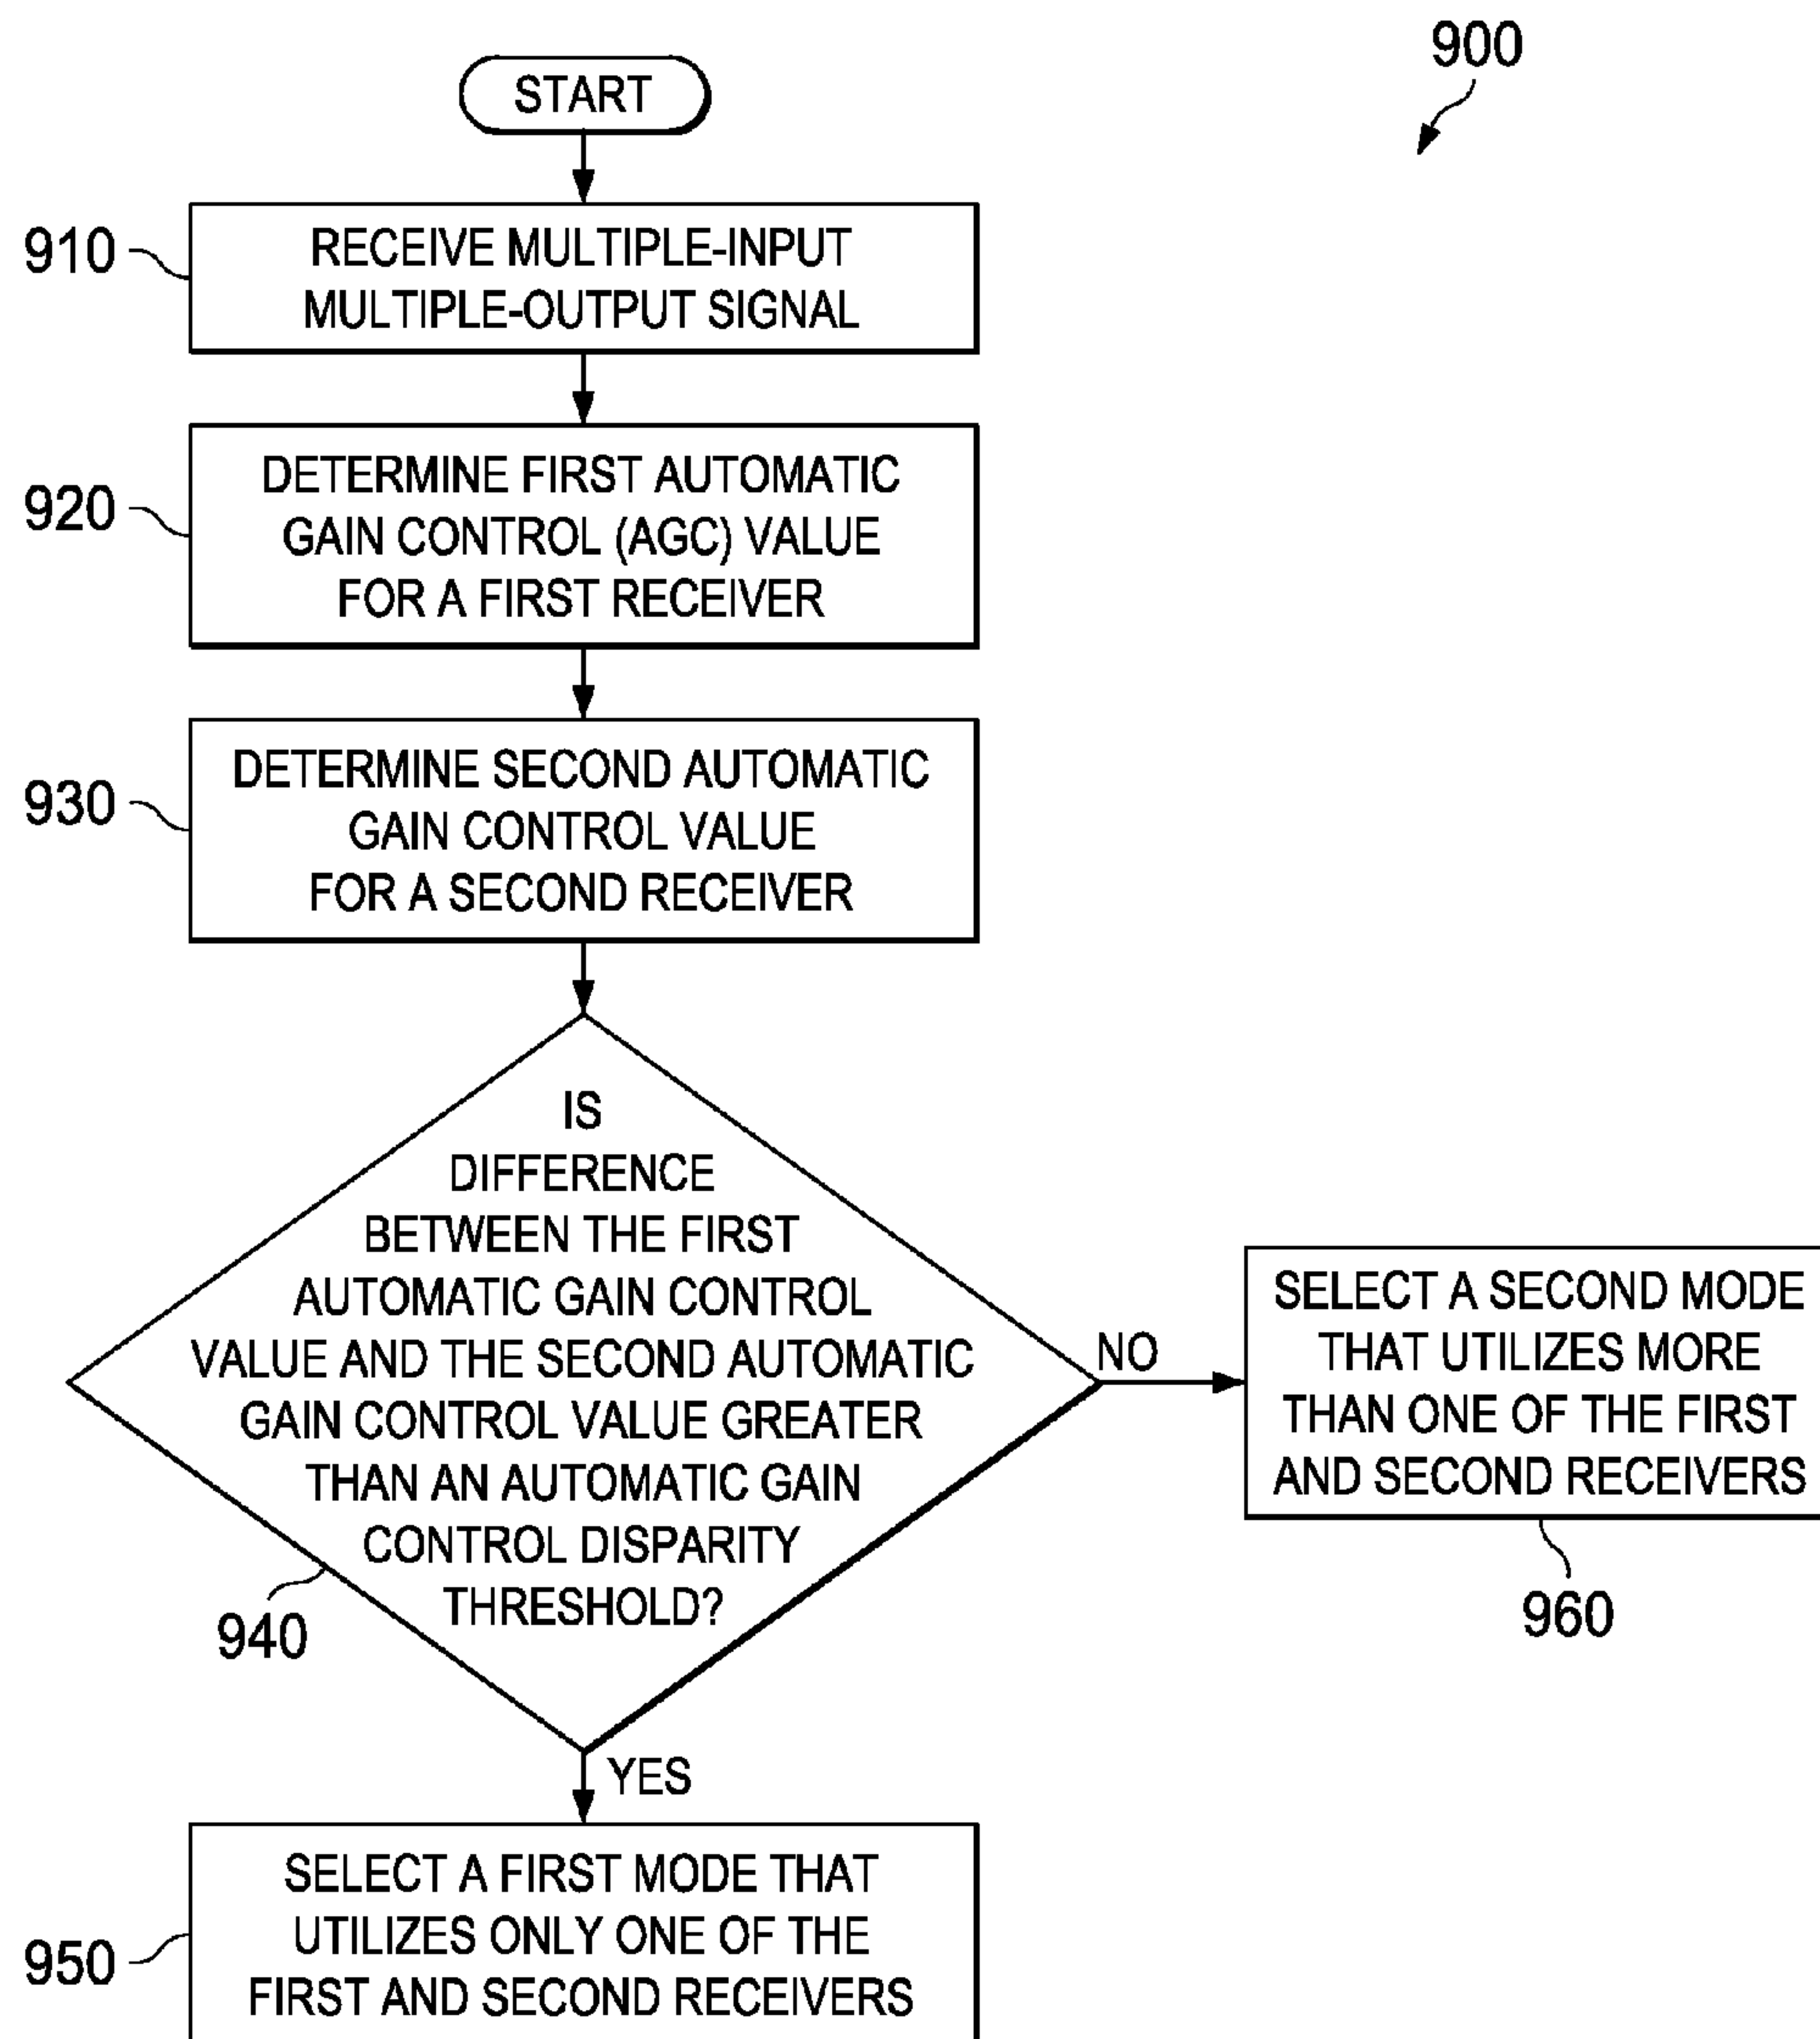 900
START
910
RECEIVE MULTIPLE-INPUT
MULTIPLE-OUTPUT SIGNAL
920
DETERMINE FIRST AUTOMATIC
GAIN CONTROL (AGC) VALUE
FOR A FIRST RECEIVER
930
DETERMINE SECOND AUTOMATIC
GAIN CONTROL VALUE
FOR A SECOND RECEIVER
IS
DIFFERENCE
BETWEEN THE FIRST
AUTOMATIC GAIN CONTROL
VALUE AND THE SECOND AUTOMATIC
GAIN CONTROL VALUE GREATER
THAN AN AUTOMATIC GAIN
CONTROL DISPARITY
THRESHOLD?
940
NO
SELECT A SECOND MODE
THAT UTILIZES MORE
THAN ONE OF THE FIRST
AND SECOND RECEIVERS
960
YES
950
SELECT A FIRST MODE THAT
UTILIZES ONLY ONE OF THE
FIRST AND SECOND RECEIVERS